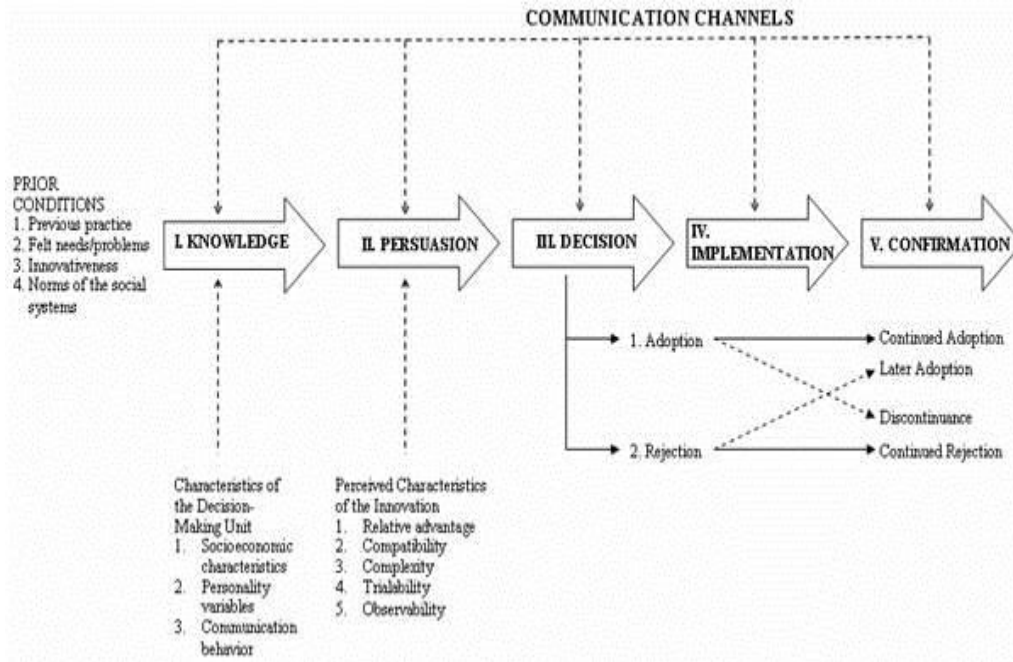 COMMUNICATION CHANNELS
PRIOR
CONDITIONS
1. Previous practice
2. Felt needs/problems
3. Innovativeness
4. Norms of the social
systems
I. KNOWLEDGE
II. PERSUASION
III. DECISION
IV.
IMPLEMENTATION
V. CONFIRMATION
1. Adoption
2. Rejection
Continued Adoption
Later Adoption
Discontinuance
Continued Rejection
Characteristics of
the Decision-
Making Unit
1. Socioeconomic
characteristics
2. Personality
variables
3. Communication
behavior
Perceived Characteristics
of the Innovation
1. Relative advantage
2. Compatibility
3. Complexity
4. Trialability
5. Observability